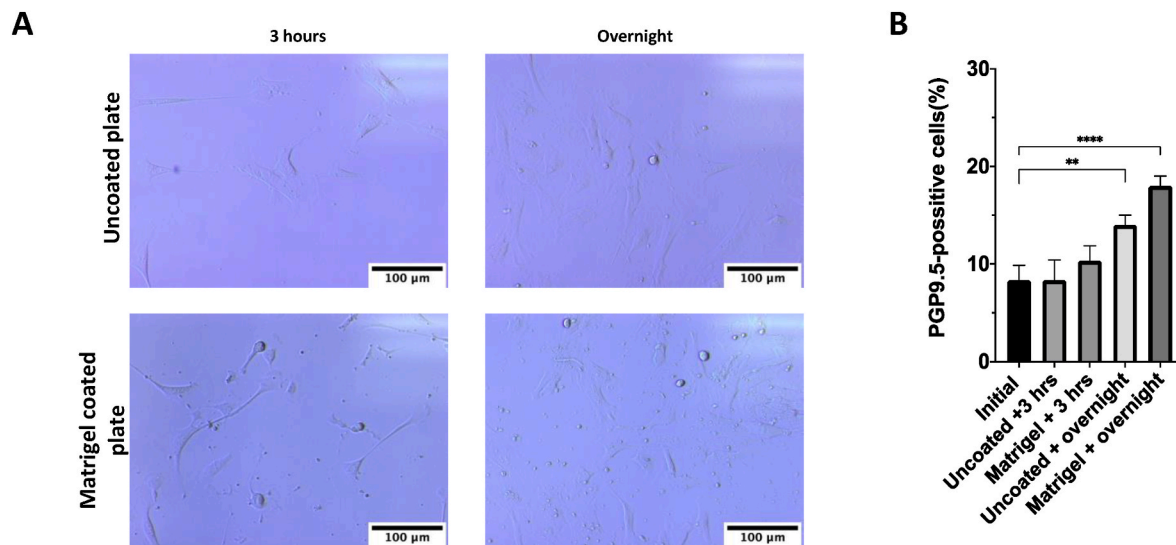 A
3 hours
Overnight
Uncoated plate
100 µm
100 µm
Matrigel coated
plate
100 µm
100 µm
B
PGP9.5-possitive cells(%)
30
20
10
0
****
**
Initial
Uncoated +3 hrs
Matrigel + 3 hrs
Uncoated + overnight
Matrigel + overnight